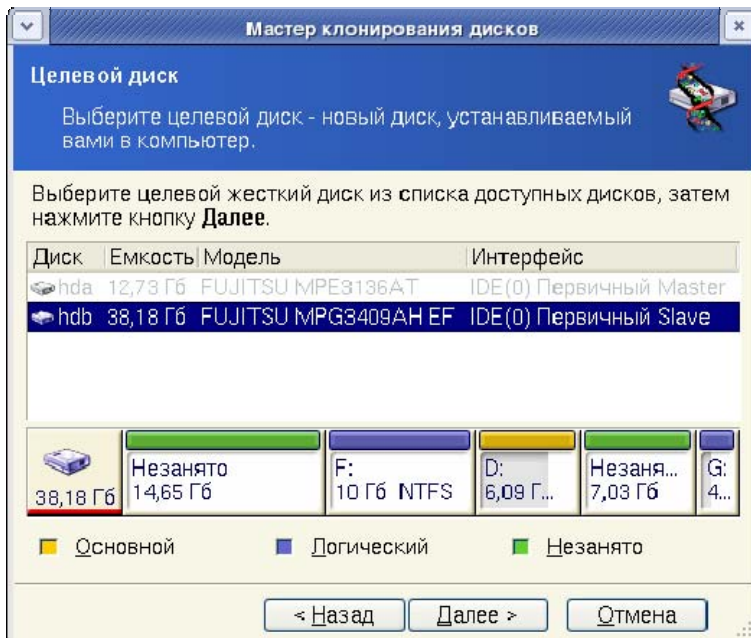 Мастер клонирования дисков
Целевой диск
Выберите целевой диск - новый диск, устанавливаемый
вами в компьютер.
Выберите целевой жесткий диск из списка доступных дисков, затем
нажмите кнопку Далее.
Диск Емкость Модель Интерфейс
hda 12,73 Гб FUJITSU MPE3136AT IDE(0) Первичный Master
hdb 38,18 Гб FUJITSU MPG3409AH EF IDE(0) Первичный Slave
Незанято F: D: Незаня... G:
38,18 Гб 14,65 Гб 10 Гб NTFS 6,09 Г... 7,03 Гб 4...
Основной Логический Незанято
< Назад Далее > Отмена